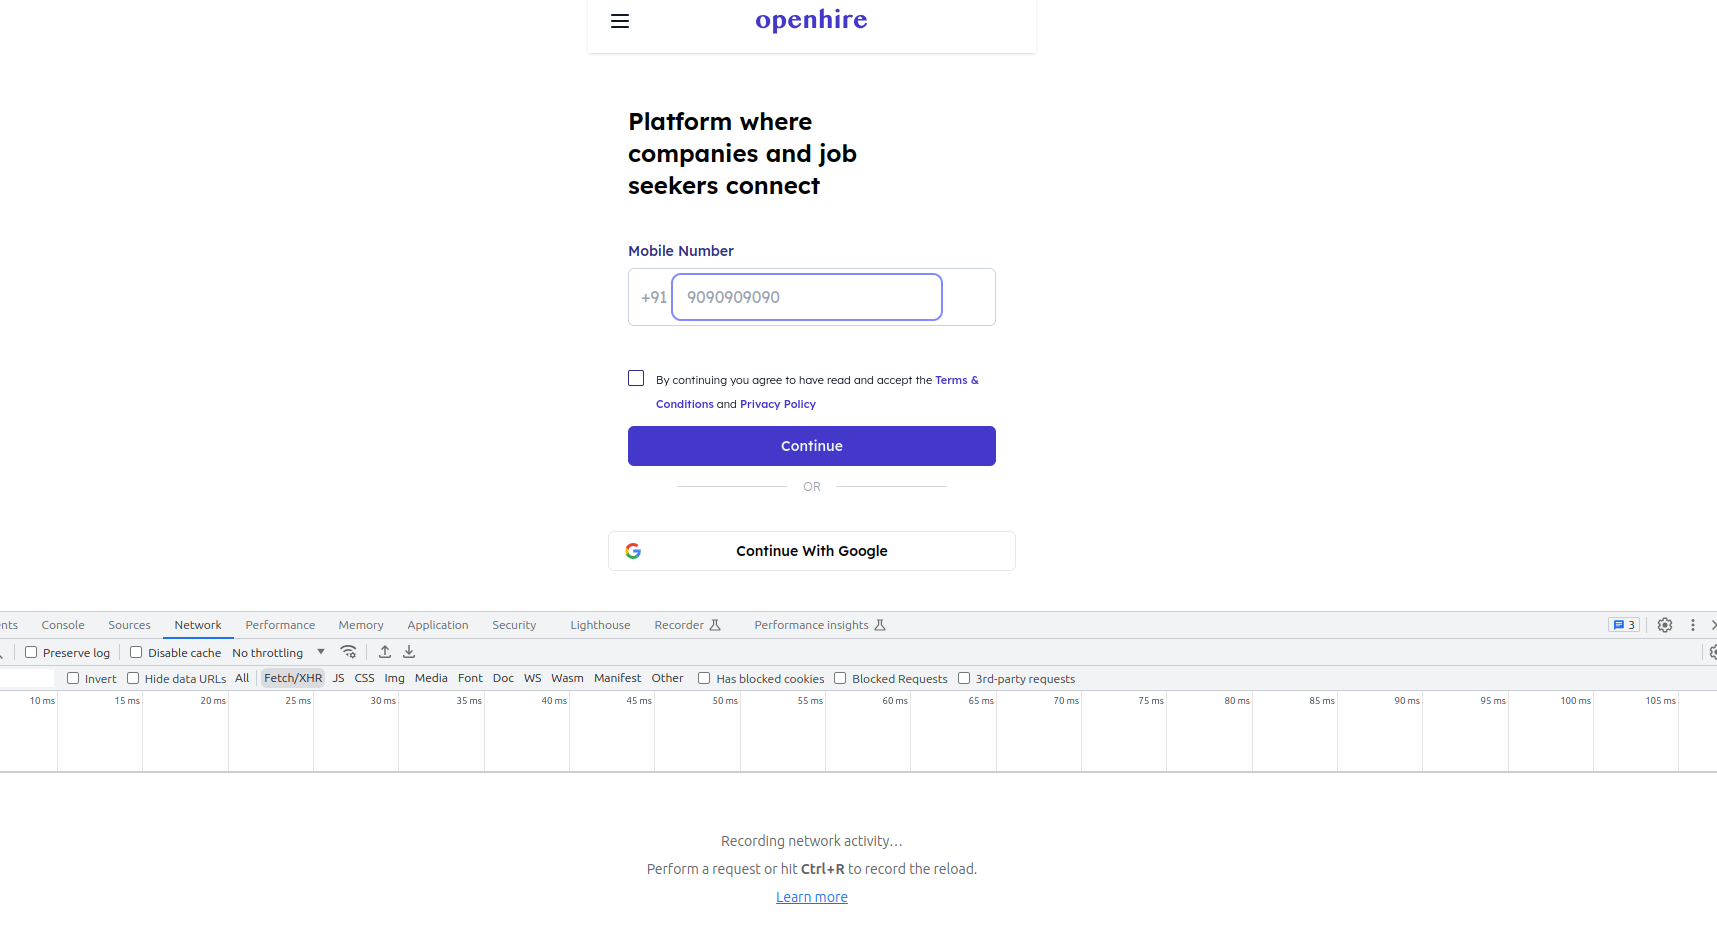 openhire
Platform where
companies and job
seekers connect
Mobile Number
+91 9090909090
By continuing you agree to have read and accept the Terms &
Conditions and Privacy Policy
Continue
OR
Continue With Google
nts Console Sources Network Performance Memory Application Security Lighthouse Recorder Performance insights 3
Preserve log Disable cache No throttling
Invert Hide data URLs All Fetch/XHR JS CSS Img Media Font Doc WS Wasm Manifest Other Has blocked cookies Blocked Requests 3rd-party requests
10 ms 15 ms 20 ms 25 ms 30 ms 35 ms 40 ms 45 ms 50 ms 55 ms 60 ms 65 ms 70 ms 75 ms 80 ms 85 ms 90 ms 95 ms 100 ms 105 ms
Recording network activity…
Perform a request or hit Ctrl+R to record the reload.
Learn more